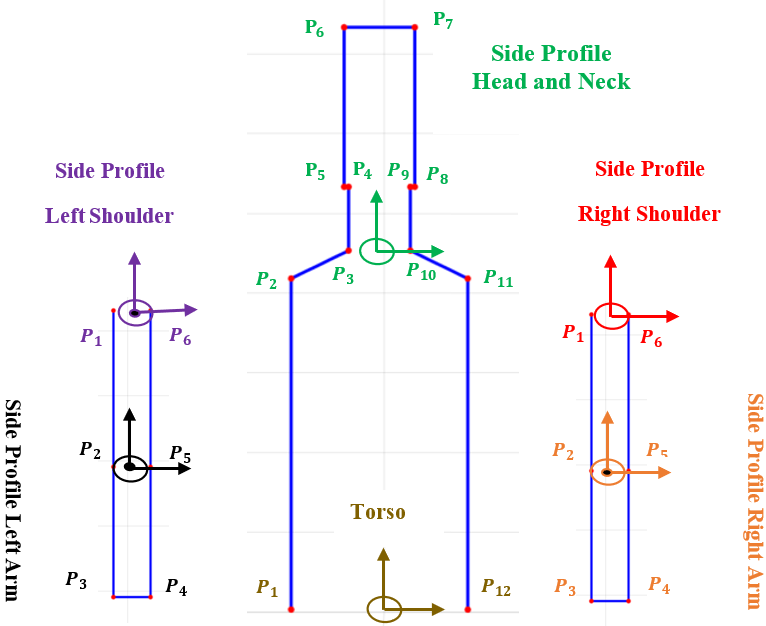 P₆
P₇
Side Profile
Head and Neck
Side Profile
Left Shoulder
P₅
P₄
P₉
P₈
Side Profile
Right Shoulder
P₂
P₃
P₁₀
P₁₁
P₁
P₆
P₁
P₆
Side Profile Left Arm
P₂
P₅
P₂
P₅
Side Profile Right Arm
Torso
P₃
P₄
P₁
P₁₂
P₃
P₄